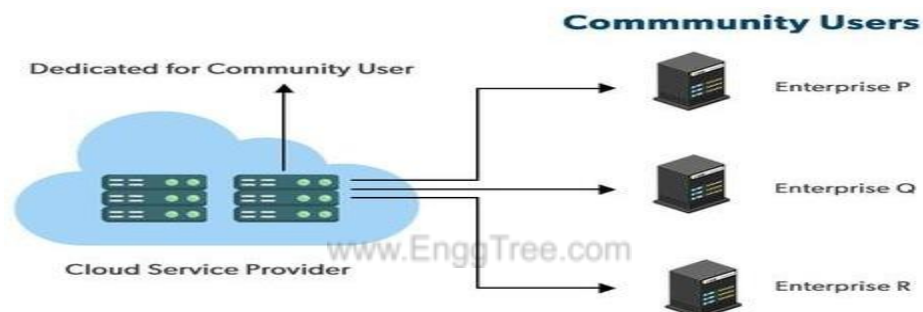 Commmunity Users
Dedicated for Community User
Enterprise P
Enterprise Q
www.EnggTree.com
Cloud Service Provider
Enterprise R